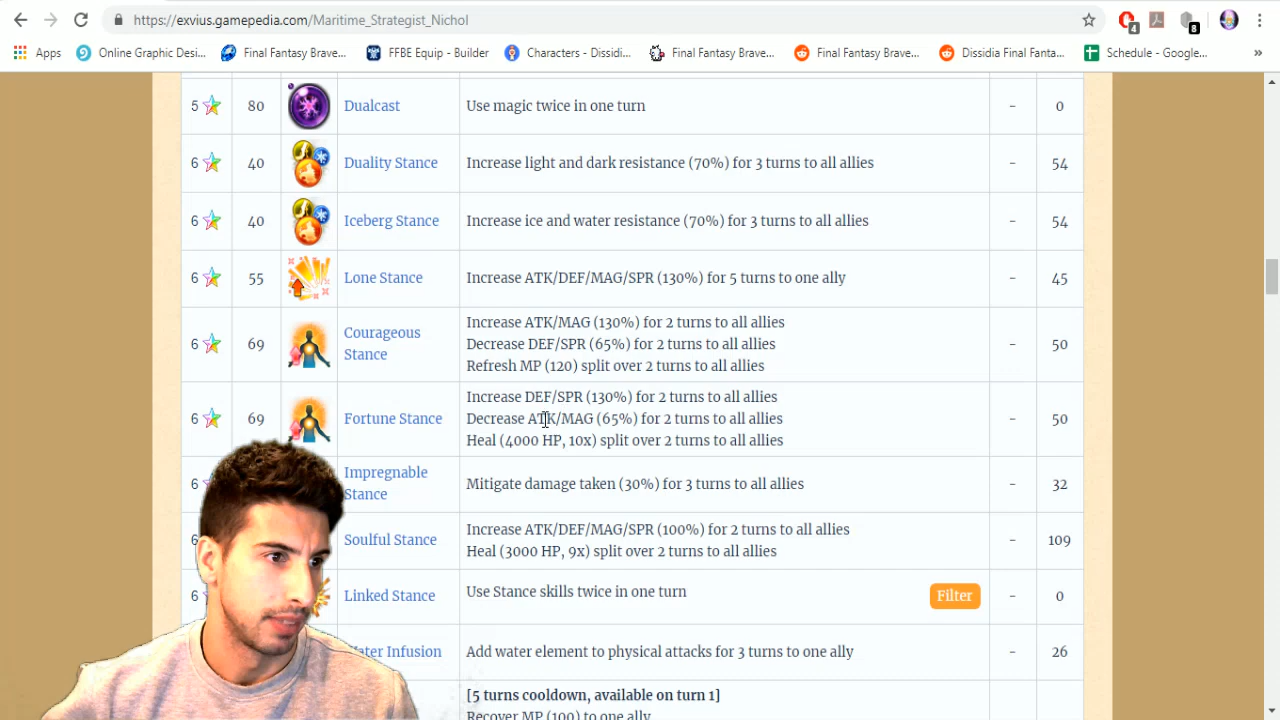 https://exvius.gamepedia.com/Maritime_Strategist_Nichol
4
8
Apps
Online Graphic Desi...
Final Fantasy Brave...
FFBE Equip - Builder
Characters - Dissidi...
Final Fantasy Brave...
Final Fantasy Brave...
Dissidia Final Fanta...
Schedule - Google...
»
5 80 Dualcast Use magic twice in one turn - 0
6 40 Duality Stance Increase light and dark resistance (70%) for 3 turns to all allies - 54
6 40 Iceberg Stance Increase ice and water resistance (70%) for 3 turns to all allies - 54
6 55 Lone Stance Increase ATK/DEF/MAG/SPR (130%) for 5 turns to one ally - 45
6 69 Courageous Stance
Increase ATK/MAG (130%) for 2 turns to all allies
Decrease DEF/SPR (65%) for 2 turns to all allies
Refresh MP (120) split over 2 turns to all allies
- 50
6 69 Fortune Stance
Increase DEF/SPR (130%) for 2 turns to all allies
Decrease ATK/MAG (65%) for 2 turns to all allies
Heal (4000 HP, 10x) split over 2 turns to all allies
- 50
6 Impregnable Stance Mitigate damage taken (30%) for 3 turns to all allies - 32
6 Soulful Stance
Increase ATK/DEF/MAG/SPR (100%) for 2 turns to all allies
Heal (3000 HP, 9x) split over 2 turns to all allies
- 109
6 Linked Stance Use Stance skills twice in one turn Filter - 0
ater Infusion Add water element to physical attacks for 3 turns to one ally - 26
[5 turns cooldown, available on turn 1]
Recover MP (100) to one ally